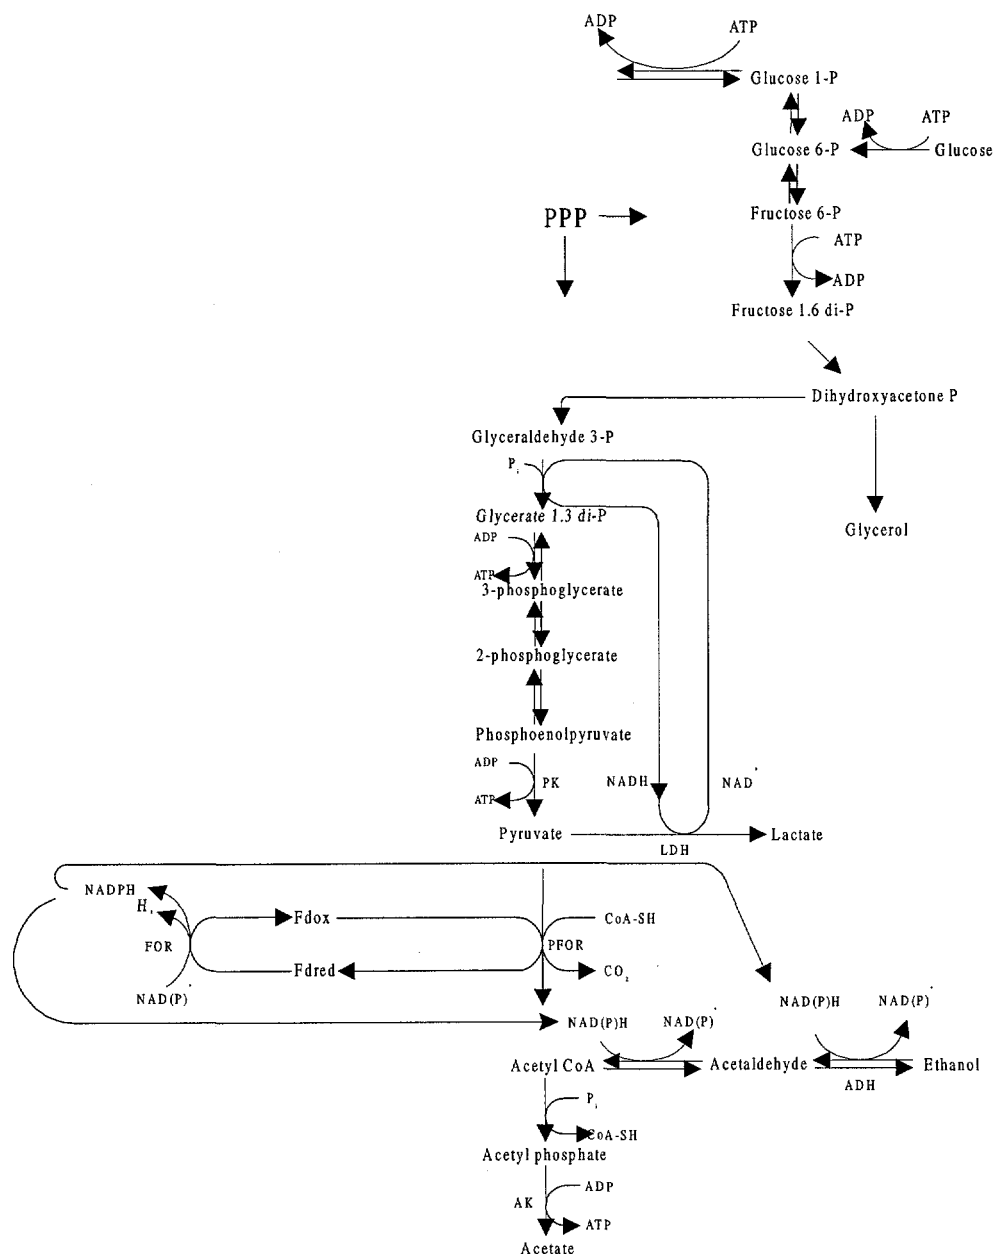 ADP
ATP
Glucose 1-P
ADP
ATP
Glucose 6-P
Glucose
PPP
Fructose 6-P
ATP
ADP
Fructose 1.6 di-P
Dihydroxyacetone P
Glyceraldehyde 3-P
Pi
Glycerate 1.3 di-P
Glycerol
ADP
ATP
3-phosphoglycerate
2-phosphoglycerate
Phosphoenolpyruvate
ADP
PK
NADH
NAD+
ATP
Pyruvate
Lactate
LDH
NADPH
H2
Fdox
CoA-SH
FOR
PFOR
Fdred
CO2
NAD(P)+
NAD(P)H
NAD(P)+
NAD(P)H
NAD(P)+
Acetyl CoA
Acetaldehyde
Ethanol
ADH
Pi
CoA-SH
Acetyl phosphate
ADP
AK
ATP
Acetate